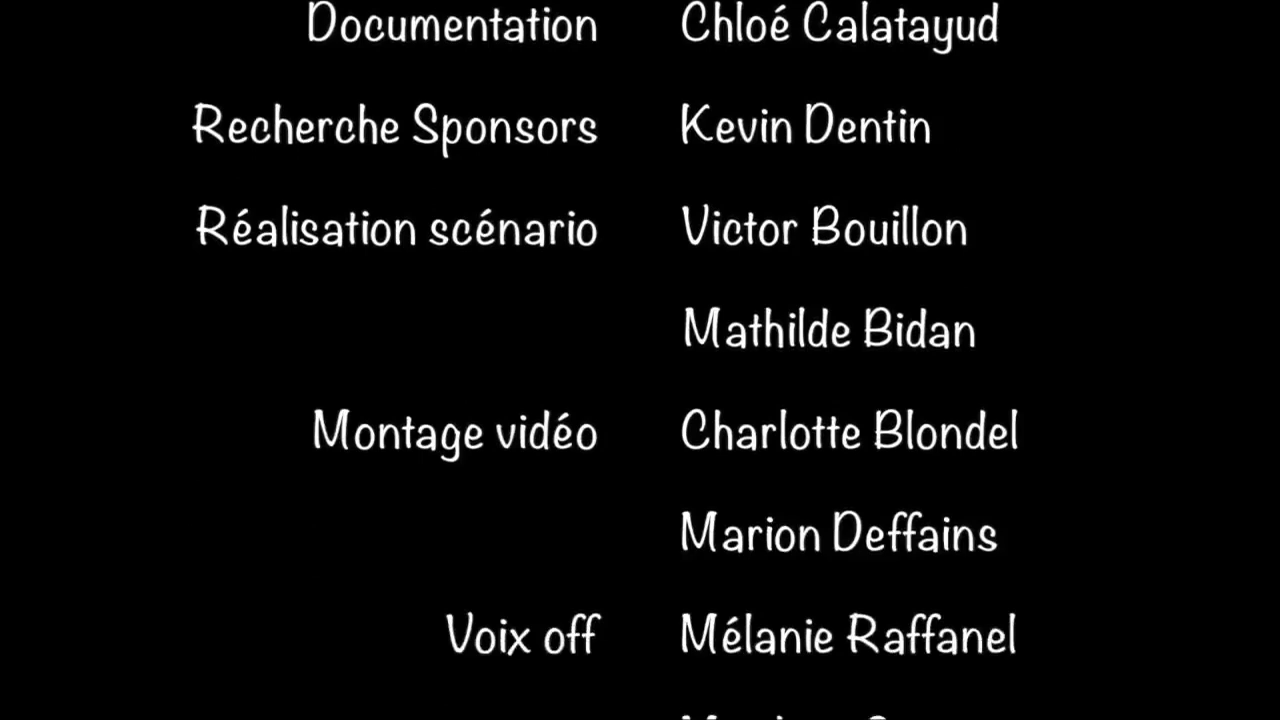 Documentation Chloé Calatayud
Recherche Sponsors Kevin Dentin
Réalisation scénario Victor Bouillon
Mathilde Bidan
Montage vidéo Charlotte Blondel
Marion Deffains
Voix off Mélanie Raffanel